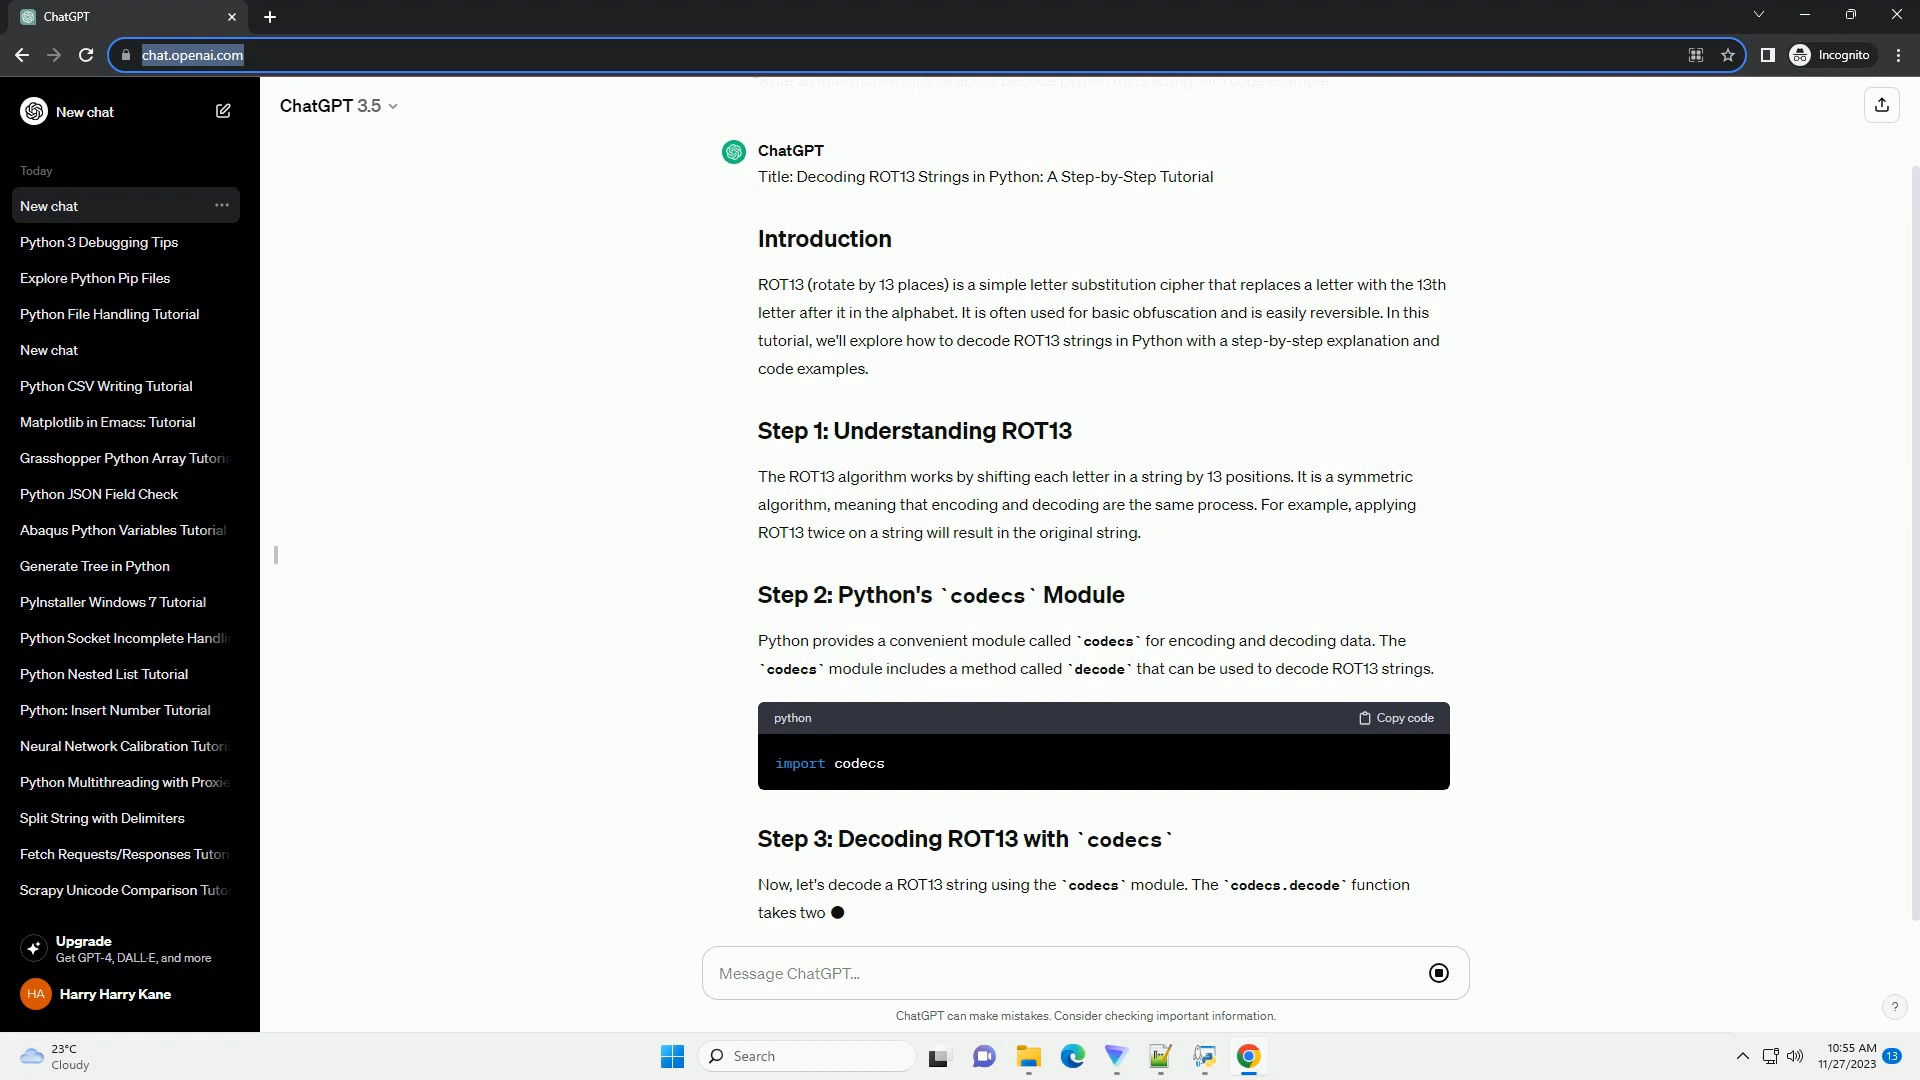 ChatGPT
chat.openai.com
Incognito
New chat
ChatGPT 3.5
Today
New chat
Python 3 Debugging Tips
Explore Python Pip Files
Python File Handling Tutorial
New chat
Python CSV Writing Tutorial
Matplotlib in Emacs: Tutorial
Grasshopper Python Array Tutoria
Python JSON Field Check
Abaqus Python Variables Tutorial
Generate Tree in Python
PyInstaller Windows 7 Tutorial
Python Socket Incomplete Handli
Python Nested List Tutorial
Python: Insert Number Tutorial
Neural Network Calibration Tutori
Python Multithreading with Proxie
Split String with Delimiters
Fetch Requests/Responses Tutori
Scrapy Unicode Comparison Tuto
Upgrade
Get GPT-4, DALL·E, and more
HA
Harry Harry Kane
ChatGPT
Title: Decoding ROT13 Strings in Python: A Step-by-Step Tutorial
Introduction
ROT13 (rotate by 13 places) is a simple letter substitution cipher that replaces a letter with the 13th
letter after it in the alphabet. It is often used for basic obfuscation and is easily reversible. In this
tutorial, we'll explore how to decode ROT13 strings in Python with a step-by-step explanation and
code examples.
Step 1: Understanding ROT13
The ROT13 algorithm works by shifting each letter in a string by 13 positions. It is a symmetric
algorithm, meaning that encoding and decoding are the same process. For example, applying
ROT13 twice on a string will result in the original string.
Step 2: Python's `codecs` Module
Python provides a convenient module called `codecs` for encoding and decoding data. The
`codecs` module includes a method called `decode` that can be used to decode ROT13 strings.
python
Copy code
import codecs
Step 3: Decoding ROT13 with `codecs`
Now, let's decode a ROT13 string using the `codecs` module. The `codecs.decode` function
takes two
Message ChatGPT...
ChatGPT can make mistakes. Consider checking important information.
?
23°C
Cloudy
Search
10:55 AM
11/27/2023
13